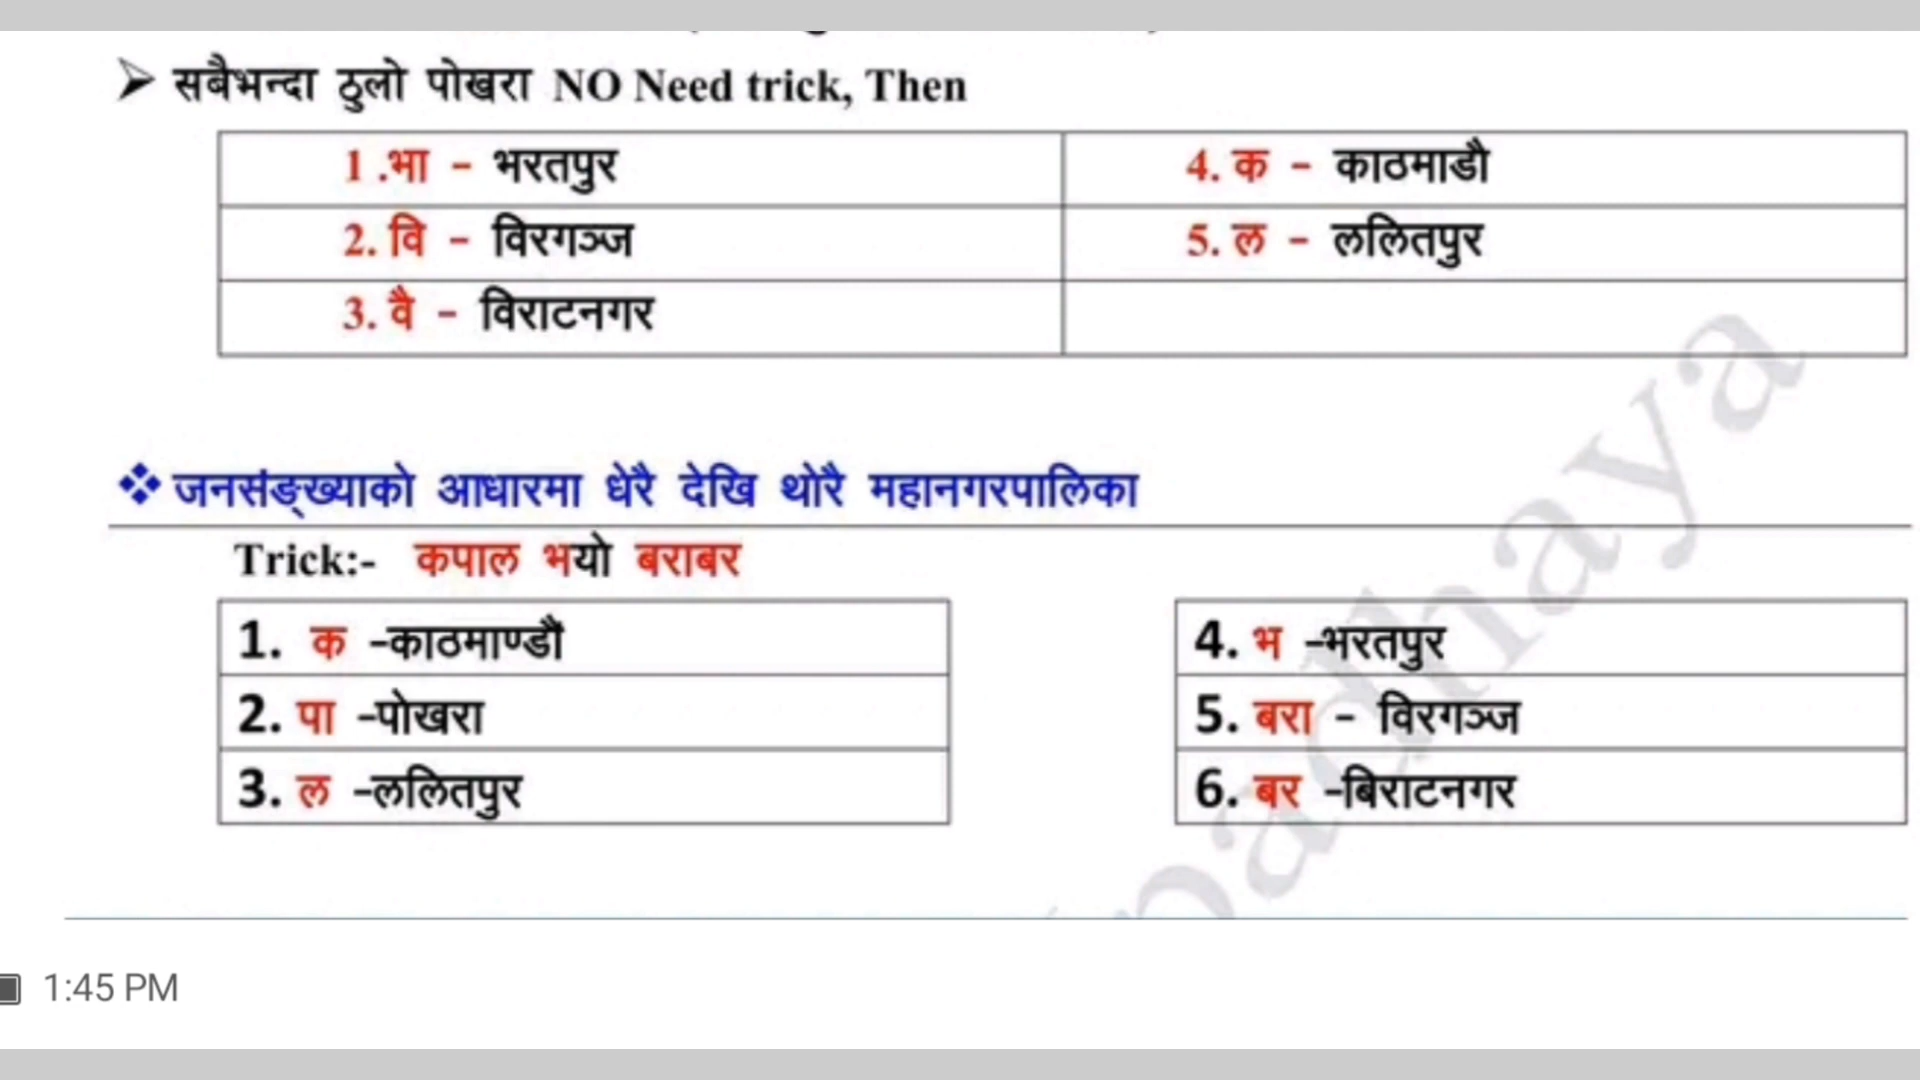 ➢ सबैभन्दा ठुलो पोखरा NO Need trick, Then
1 .भा - भरतपुर
4. क - काठमाडौ
2. वि - विरगञ्ज
5. ल - ललितपुर
3. वै - विराटनगर
❖ जनसंङ्ख्याको आधारमा धेरै देखि थोरै महानगरपालिका
Trick:- कपाल भयो बराबर
1. क -काठमाण्डौं
4. भ -भरतपुर
2. पा -पोखरा
5. बरा - विरगञ्ज
3. ल -ललितपुर
6. बर -बिराटनगर
1:45 PM